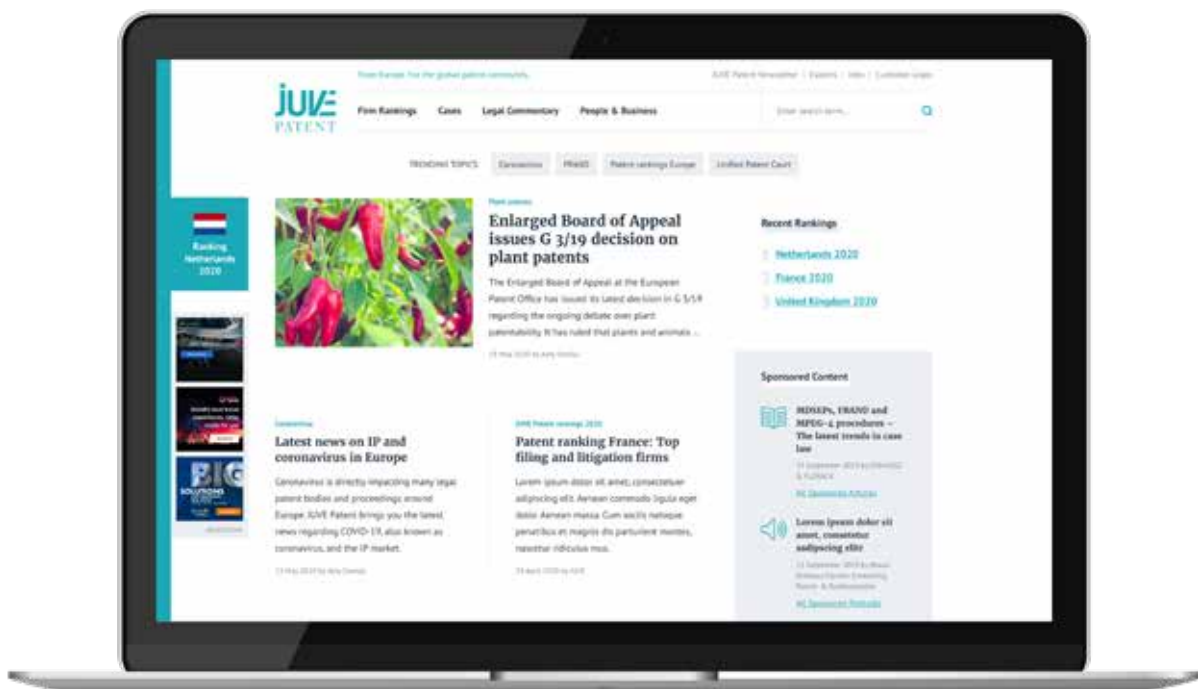 From Europe. For the global patent community.
JUVE Patent Newsletter | Experts | Jobs | Customer Login
JUVE
PATENT
Firm Rankings Cases Legal Commentary People & Business
Enter search term...
TRENDING TOPICS Coronavirus FRAND Patent rankings Europe Unified Patent Court
Ranking
Netherlands
2020
Plant patents
Enlarged Board of Appeal
issues G 3/19 decision on
plant patents
The Enlarged Board of Appeal at the European
Patent Office has issued its latest decision in G 3/19
regarding the ongoing debate over plant
patentability. It has ruled that plants and animals ...
Recent Rankings
Netherlands 2020
France 2020
United Kingdom 2020
BIG
SOLUTIONS
Coronavirus
Latest news on IP and
coronavirus in Europe
Coronavirus is directly impacting many legal
patent bodies and proceedings around
Europe. JUVE Patent brings you the latest
news regarding COVID-19, also known as
coronavirus, and the IP market.
JUVE Patent rankings 2020
Patent ranking France: Top
filing and litigation firms
Lorem ipsum dolor sit amet, consectetuer
adipiscing elit. Aenean commodo ligula eget
dolor. Aenean massa. Cum sociis natoque
penatibus et magnis dis parturient montes,
nascetur ridiculus mus.
Sponsored Content
MDSEPs, FRAND and
MPEG-4 procedures –
The latest trends in case
law
All Sponsored Articles
Lorem ipsum dolor sit
amet, consetetur
sadipscing elitr
All Sponsored Podcasts